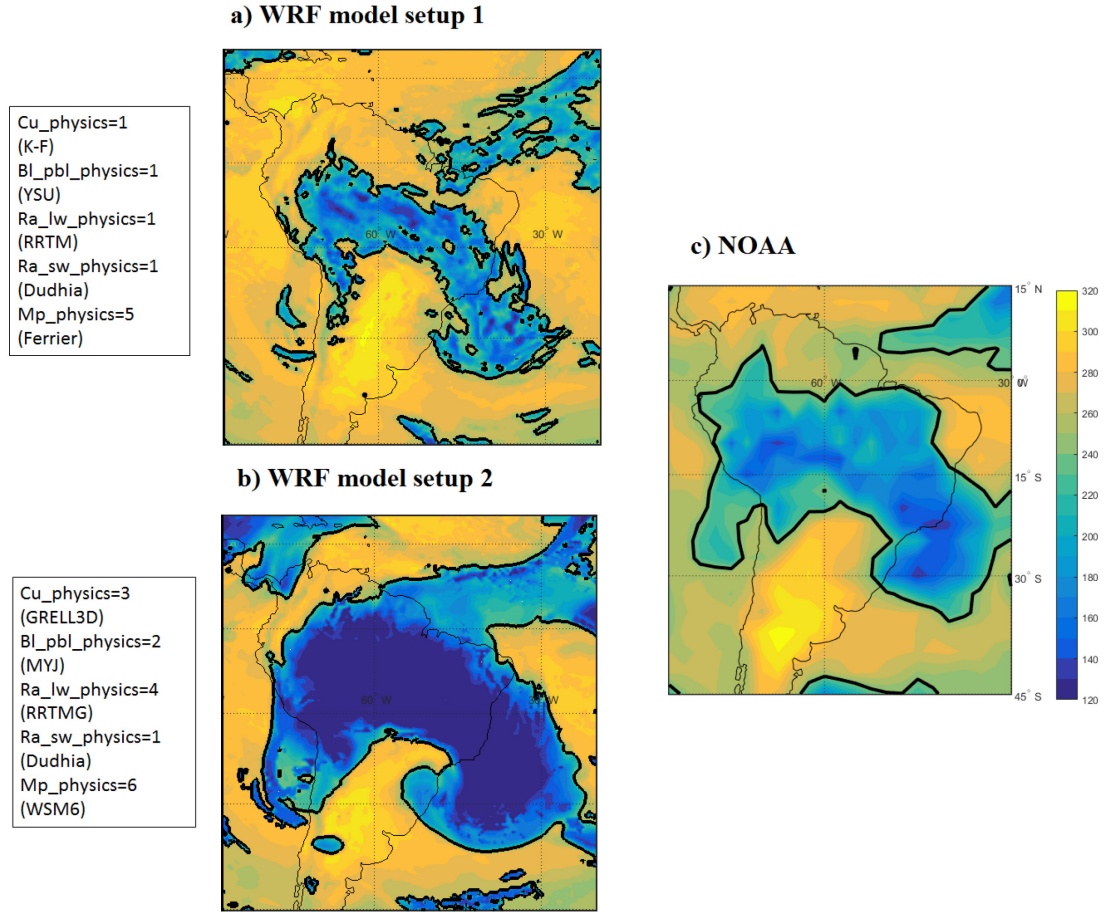 a) WRF model setup 1
Cu_physics=1
(K-F)
Bl_pbl_physics=1
(YSU)
Ra_lw_physics=1
(RRTM)
Ra_sw_physics=1
(Dudhia)
Mp_physics=5
(Ferrier)
W
60° W
30° W
b) WRF model setup 2
Cu_physics=3
(GRELL3D)
Bl_pbl_physics=2
(MYJ)
Ra_lw_physics=4
(RRTMG)
Ra_sw_physics=1
(Dudhia)
Mp_physics=6
(WSM6)
60° W
30° W
c) NOAA
60° W
30° W
15° N
0°
15° S
30° S
45° S
320
300
280
260
240
220
200
180
160
140
120